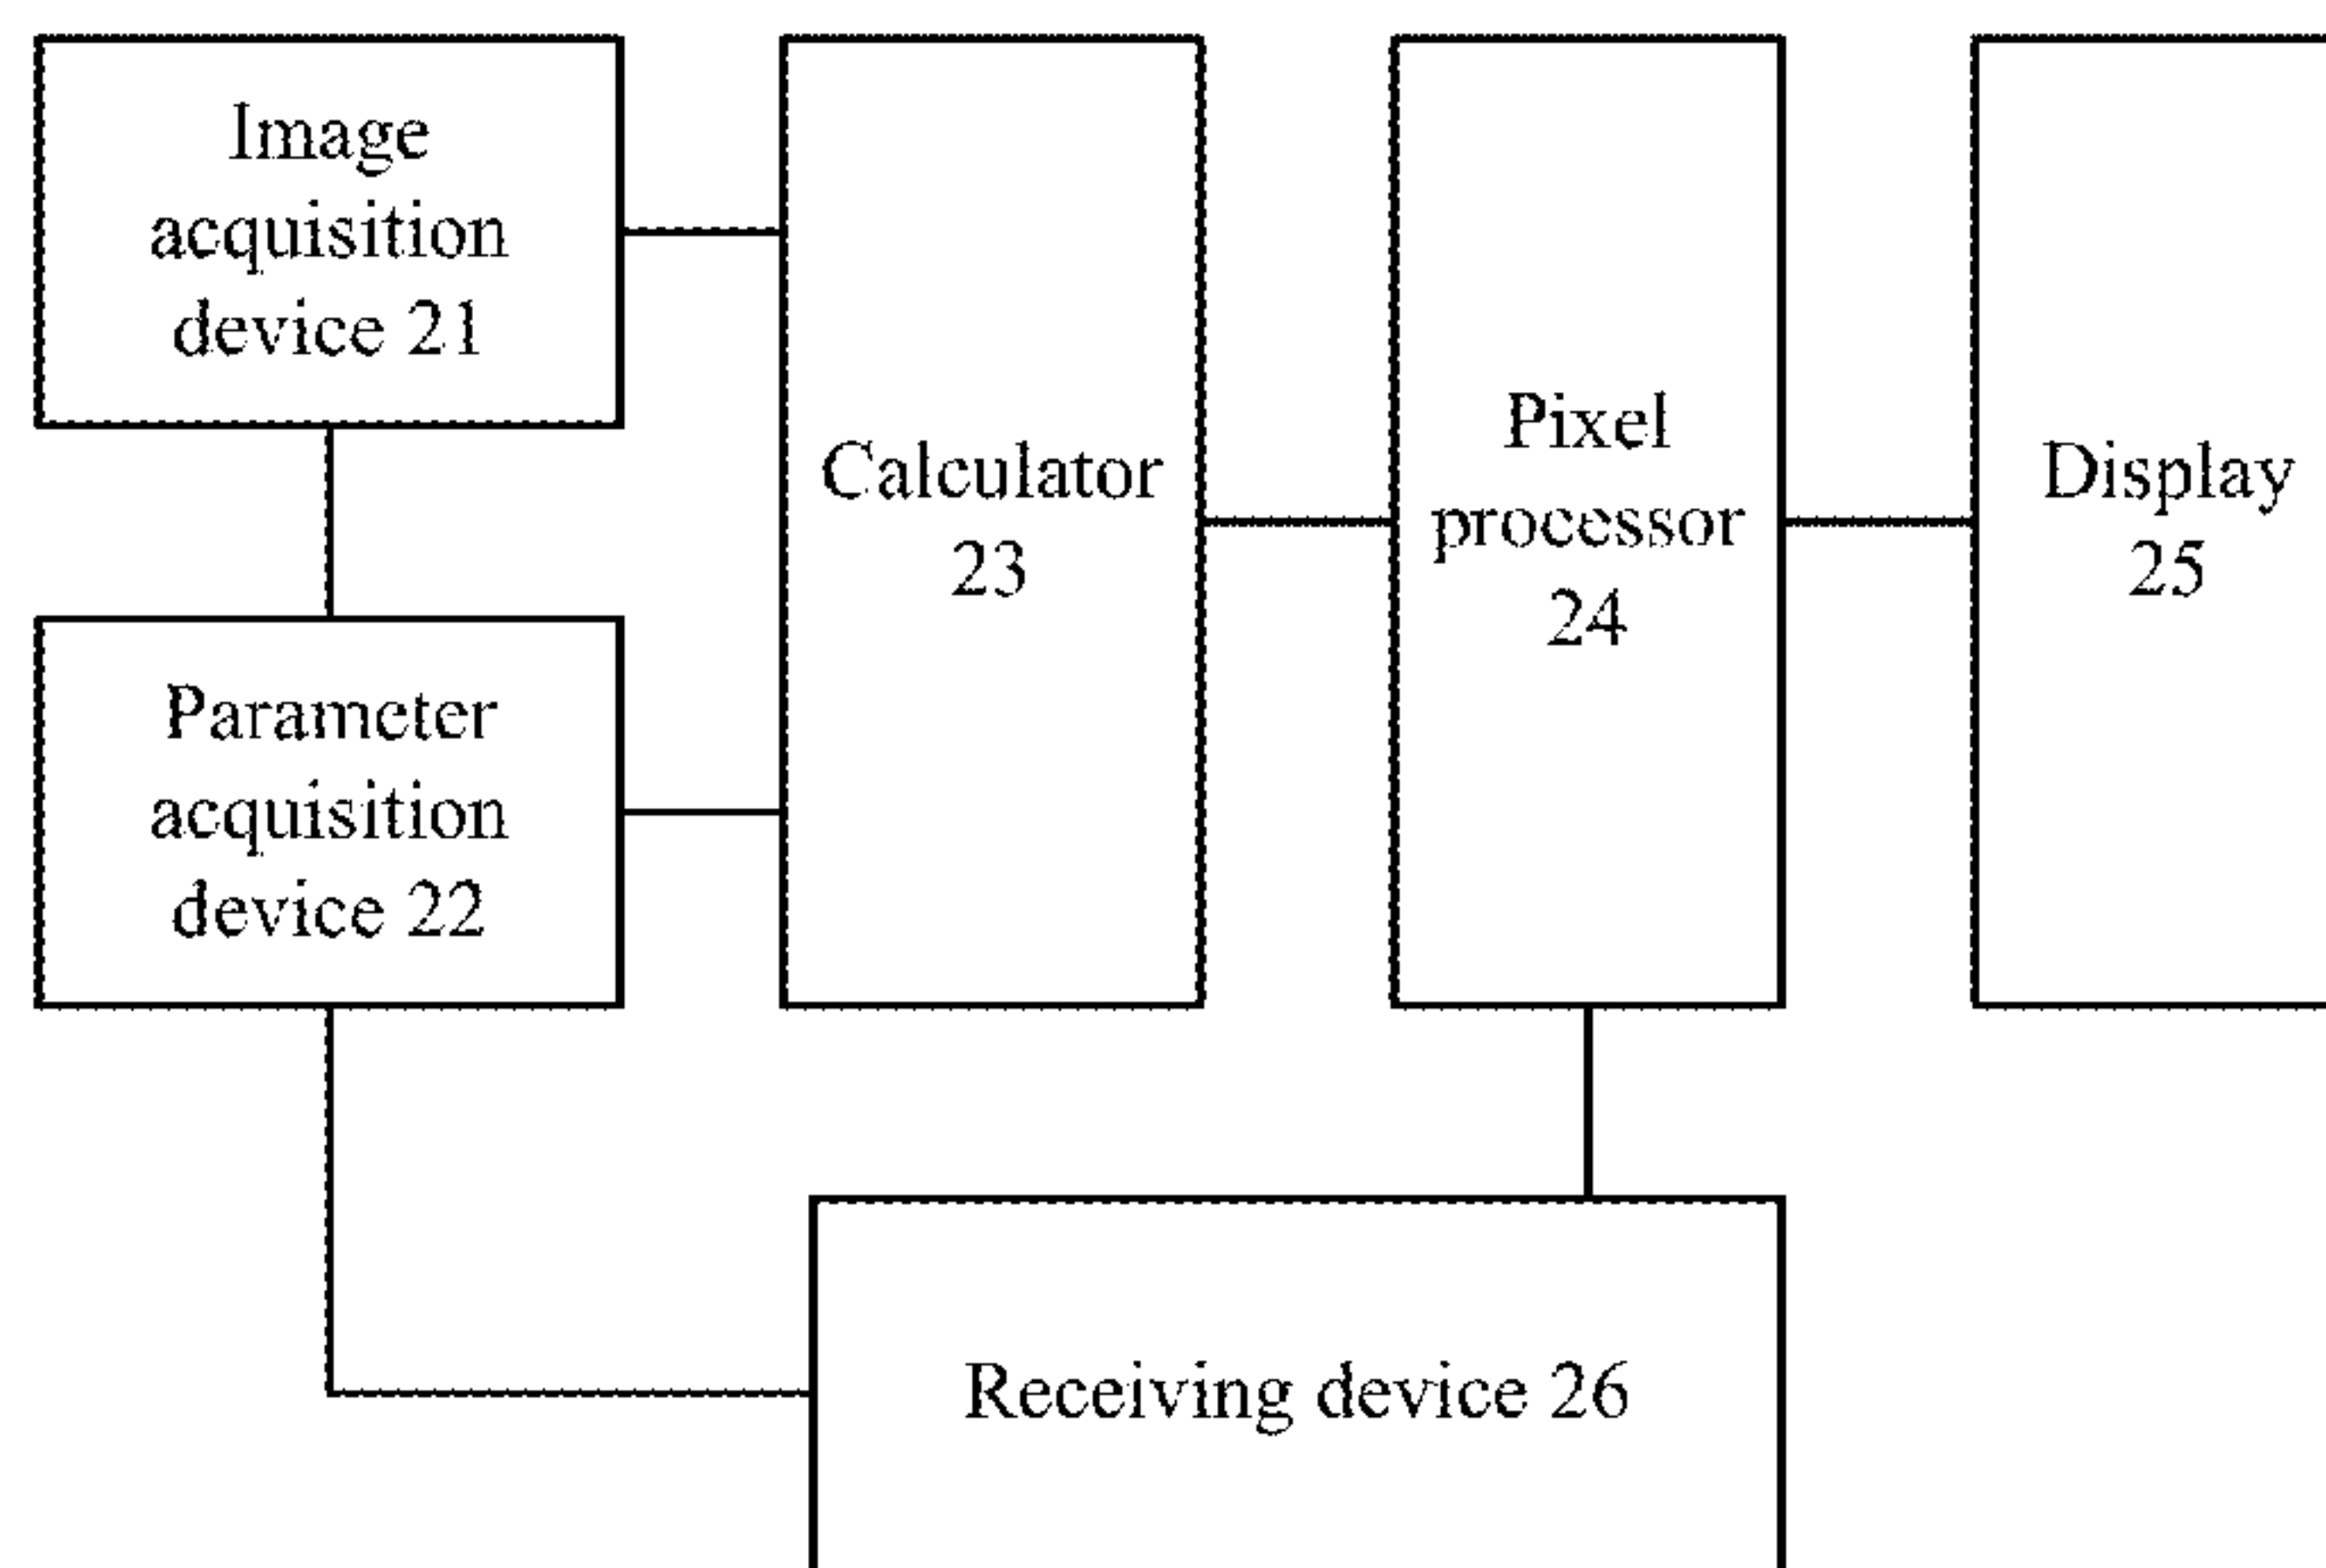 Image
acquisition
device 21
Parameter
acquisition
device 22
Calculator
23
Pixel
processor
24
Display
25
Receiving device 26